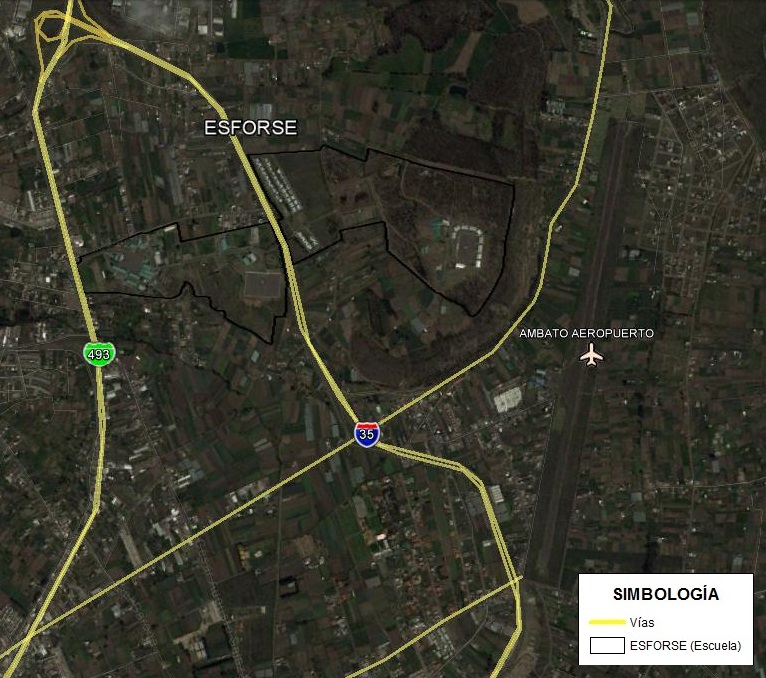 ESFORSE
AMBATO AEROPUERTO
493
35
SIMBOLOGÍA
Vías
ESFORSE (Escuela)